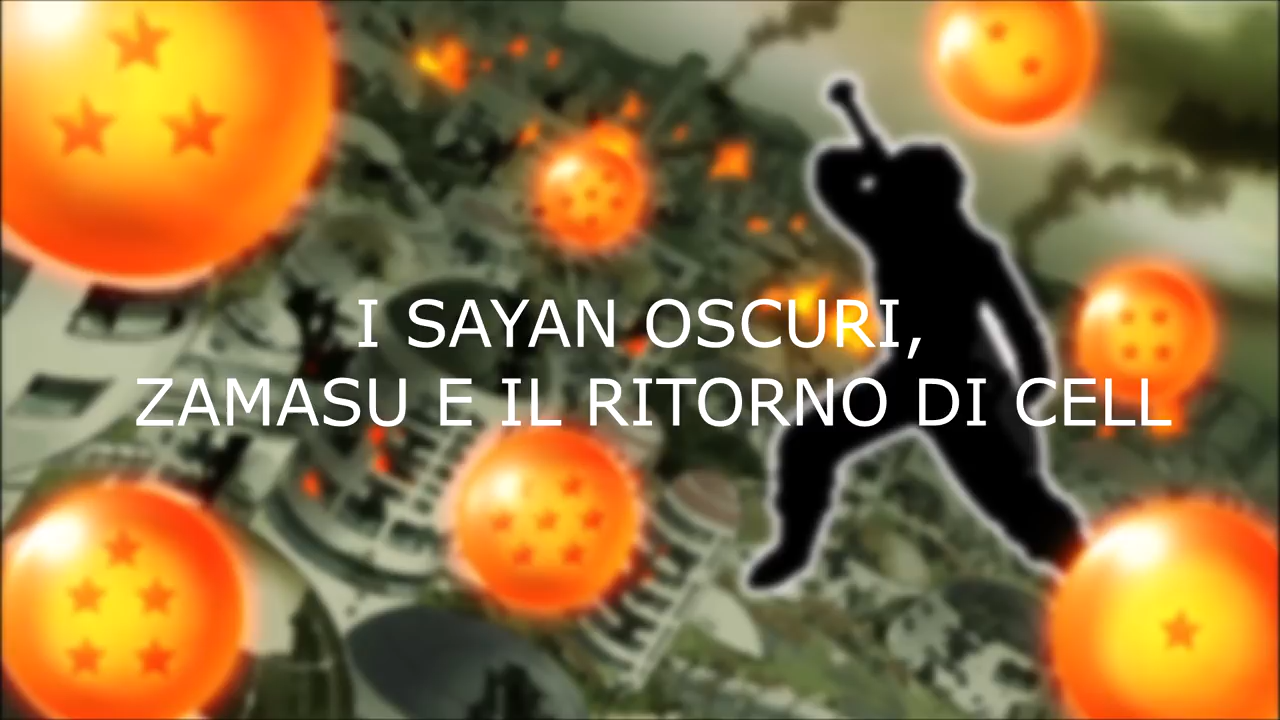 I SAYAN OSCURI,
ZAMASU E IL RITORNO DI CELL